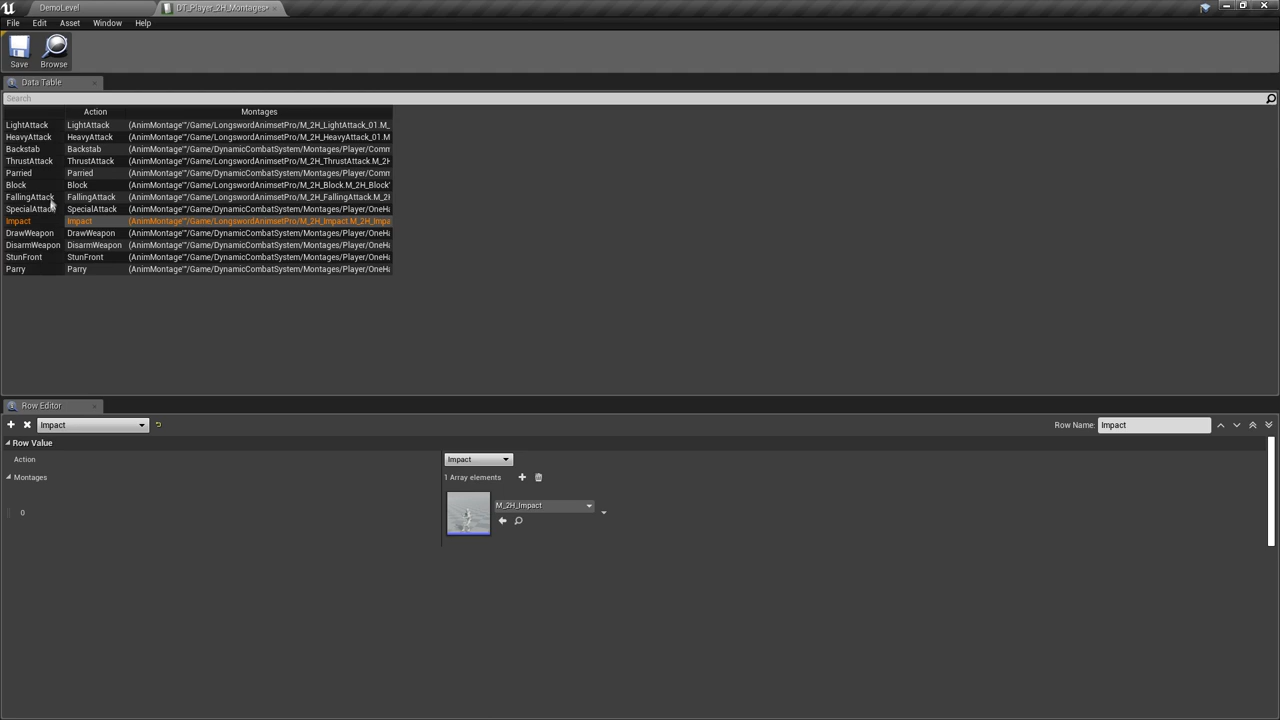 DemoLevel
DT_Player_2H_Montages*
File Edit Asset Window Help
Save Browse
Data Table
Search
Action Montages
LightAttack LightAttack (AnimMontage'"/Game/LongswordAnimsetPro/M_2H_LightAttack_01.M_
HeavyAttack HeavyAttack (AnimMontage'"/Game/LongswordAnimsetPro/M_2H_HeavyAttack_01.M
Backstab Backstab (AnimMontage'"/Game/DynamicCombatSystem/Montages/Player/Comm
ThrustAttack ThrustAttack (AnimMontage'"/Game/LongswordAnimsetPro/M_2H_ThrustAttack.M_2H
Parried Parried (AnimMontage'"/Game/DynamicCombatSystem/Montages/Player/Comm
Block Block (AnimMontage'"/Game/LongswordAnimsetPro/M_2H_Block.M_2H_Block"
FallingAttack FallingAttack (AnimMontage'"/Game/LongswordAnimsetPro/M_2H_FallingAttack.M_2H
SpecialAttack SpecialAttack (AnimMontage'"/Game/DynamicCombatSystem/Montages/Player/OneHa
Impact Impact (AnimMontage'"/Game/LongswordAnimsetPro/M_2H_Impact.M_2H_Impa
DrawWeapon DrawWeapon (AnimMontage'"/Game/DynamicCombatSystem/Montages/Player/OneHa
DisarmWeapon DisarmWeapon (AnimMontage'"/Game/DynamicCombatSystem/Montages/Player/OneHa
StunFront StunFront (AnimMontage'"/Game/DynamicCombatSystem/Montages/Player/OneHa
Parry Parry (AnimMontage'"/Game/DynamicCombatSystem/Montages/Player/OneHa
Row Editor
Impact Row Name: Impact
Row Value
Action Impact
Montages 1 Array elements
0 M_2H_Impact